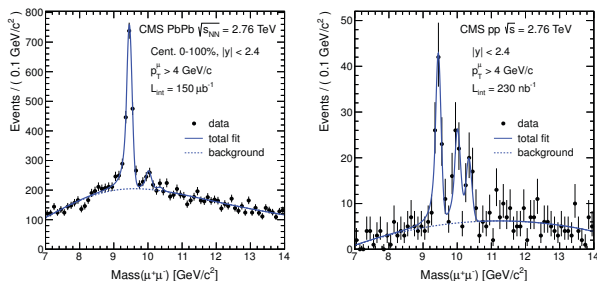 CMS PbPb √sNN = 2.76 TeV
Cent. 0-100%, |y| < 2.4
pTμ > 4 GeV/c
Lint = 150 μb-1
data
total fit
background
Events / ( 0.1 GeV/c2 )
800
700
600
500
400
300
200
100
0
7 8 9 10 11 12 13 14
Mass(μ+μ-) [GeV/c2]
CMS pp √s = 2.76 TeV
|y| < 2.4
pTμ > 4 GeV/c
Lint = 230 nb-1
data
total fit
background
Events / ( 0.1 GeV/c2 )
50
40
30
20
10
0
7 8 9 10 11 12 13 14
Mass(μ+μ-) [GeV/c2]